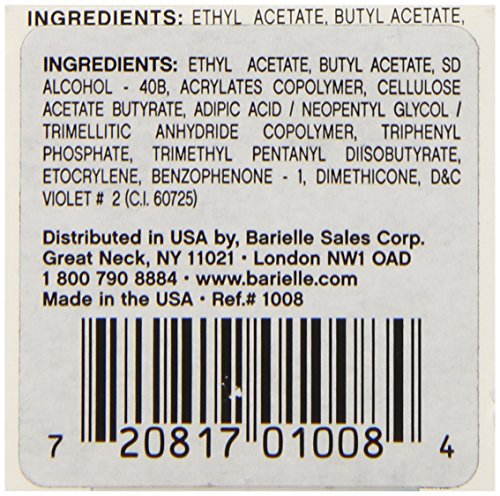 INGREDIENTS: ETHYL ACETATE, BUTYL ACETATE,
INGREDIENTS: ETHYL ACETATE, BUTYL ACETATE, SD
ALCOHOL - 40B, ACRYLATES COPOLYMER, CELLULOSE
ACETATE BUTYRATE, ADIPIC ACID / NEOPENTYL GLYCOL /
TRIMELLITIC ANHYDRIDE COPOLYMER, TRIPHENYL
PHOSPHATE, TRIMETHYL PENTANYL DIISOBUTYRATE,
ETOCRYLENE, BENZOPHENONE - 1, DIMETHICONE, D&C
VIOLET # 2 (C.I. 60725)
Distributed in USA by, Barielle Sales Corp.
Great Neck, NY 11021 • London NW1 OAD
1 800 790 8884 • www.barielle.com
Made in the USA • Ref.# 1008
7 20817 01008 4